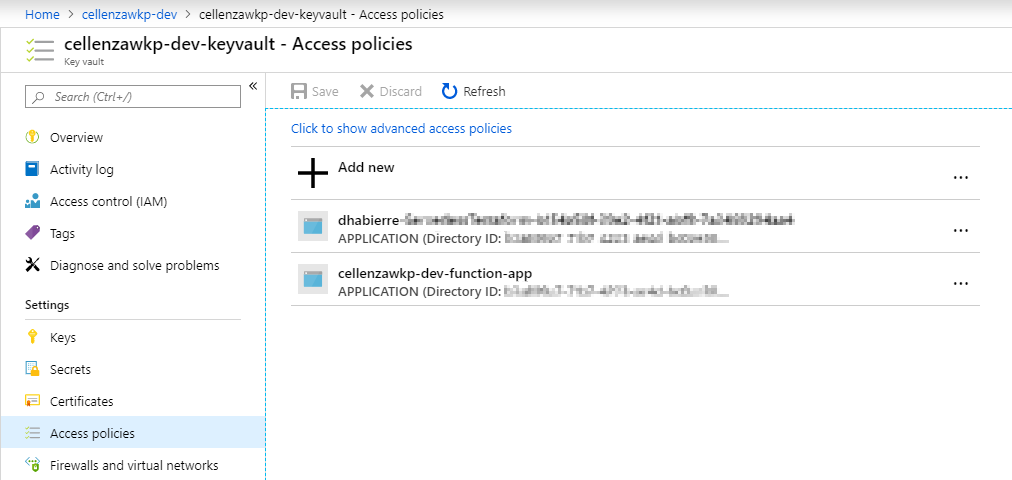 Home > cellenzawkp-dev > cellenzawkp-dev-keyvault - Access policies
cellenzawkp-dev-keyvault - Access policies
Key vault
Search (Ctrl+/)
«
Overview
Activity log
Access control (IAM)
Tags
Diagnose and solve problems
Settings
Keys
Secrets
Certificates
Access policies
Firewalls and virtual networks
Save Discard Refresh
Click to show advanced access policies
Add new
...
dhabierre
...
APPLICATION (Directory ID:
cellenzawkp-dev-function-app
...
APPLICATION (Directory ID: